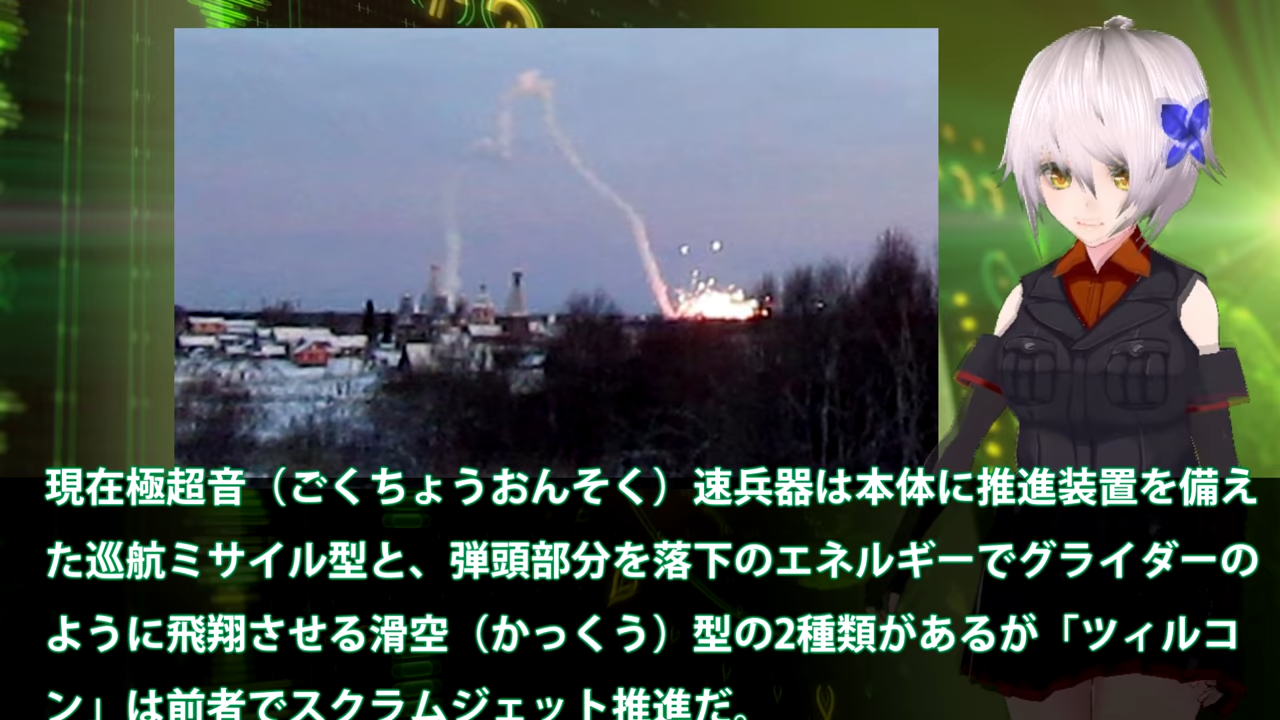 現在極超音（ごくちょうおんそく）速兵器は本体に推進装置を備え
た巡航ミサイル型と、弾頭部分を落下のエネルギーでグライダーの
ように飛翔させる滑空（かっくう）型の2種類があるが「ツィルコ
ン」は前者でスクラムジェット推進だ。